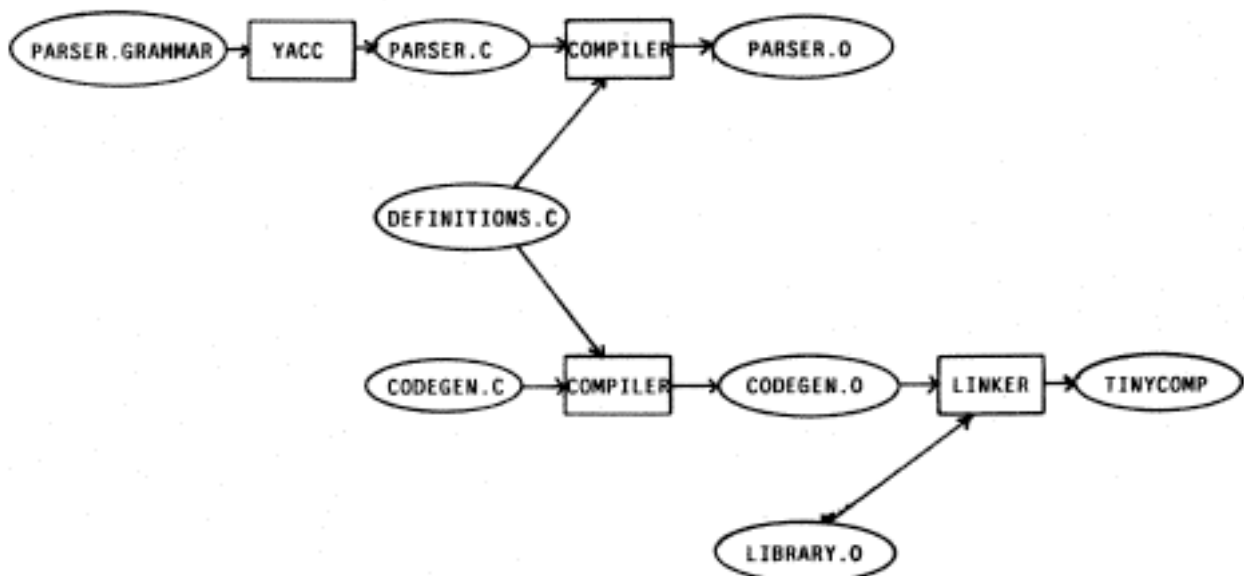 PARSER.GRAMMAR
YACC
PARSER.C
COMPILER
PARSER.O
DEFINITIONS.C
CODEGEN.C
COMPILER
CODEGEN.O
LINKER
TINYCOMP
LIBRARY.O